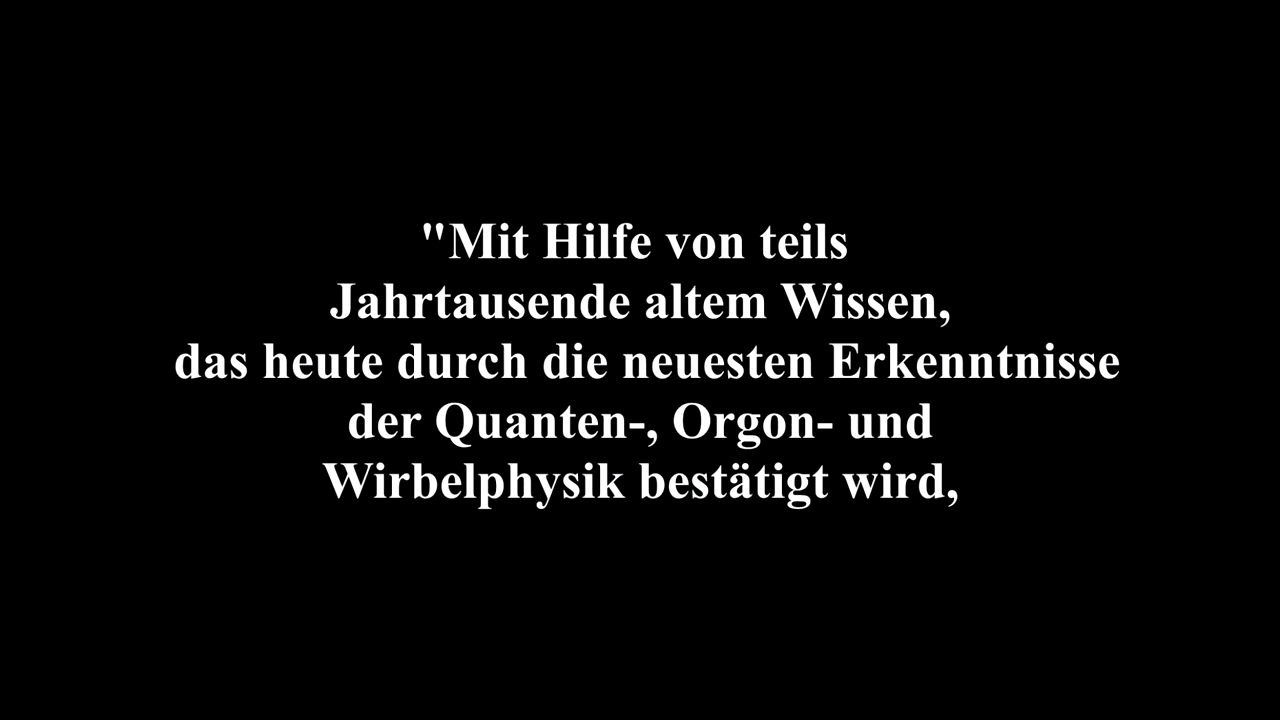 "Mit Hilfe von teils
Jahrtausende altem Wissen,
das heute durch die neuesten Erkenntnisse
der Quanten-, Orgon- und
Wirbelphysik bestätigt wird,